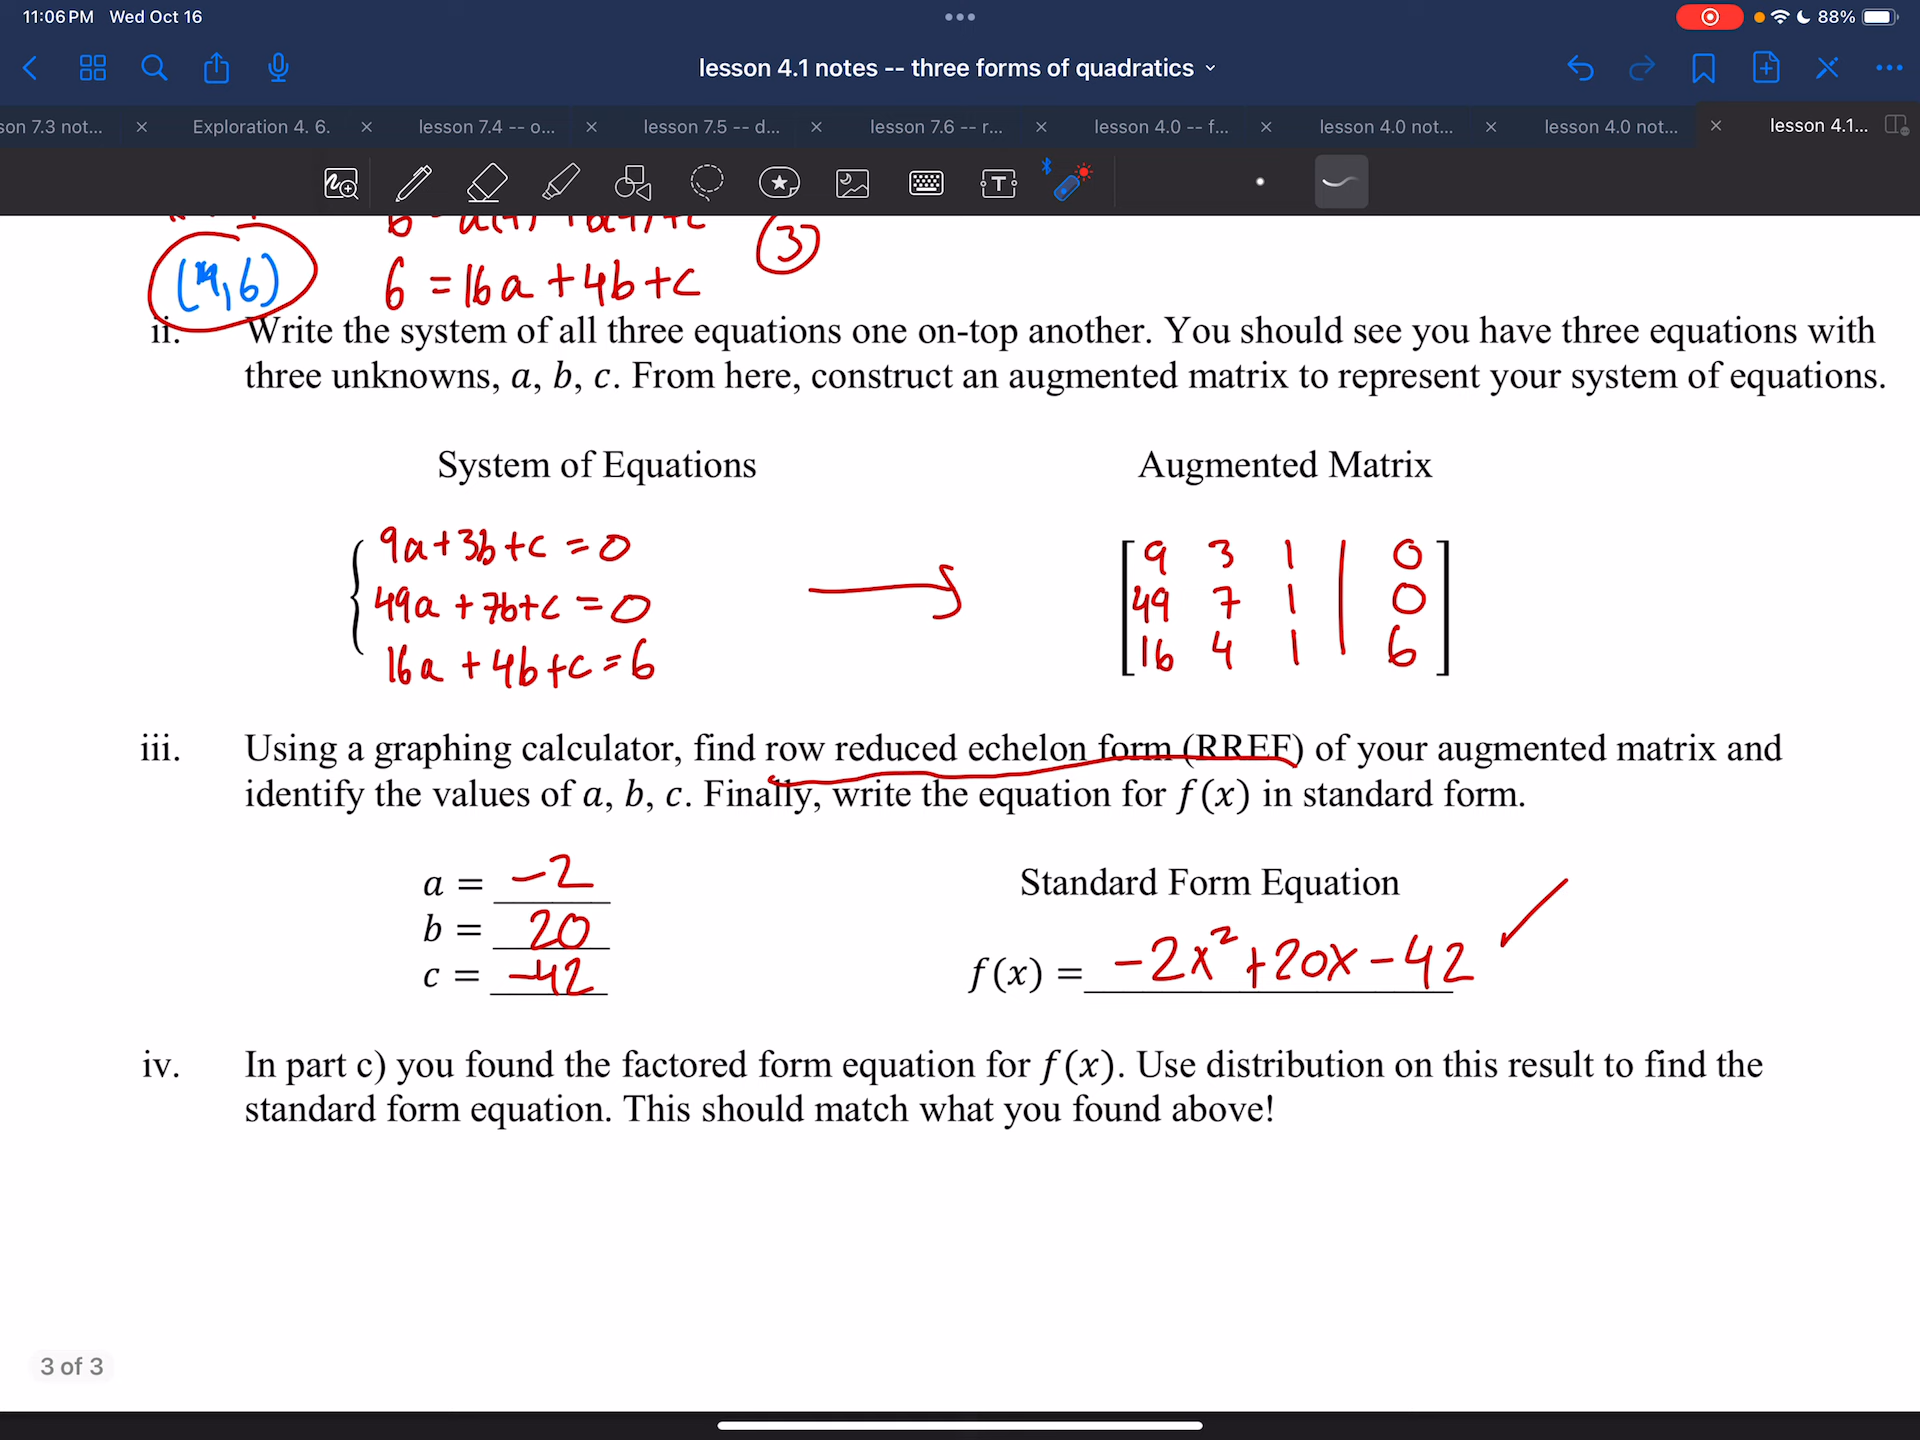 11:06 PM Wed Oct 16
88%
lesson 4.1 notes -- three forms of quadratics
son 7.3 not...
Exploration 4. 6.
lesson 7.4 -- o...
lesson 7.5 -- d...
lesson 7.6 -- r...
lesson 4.0 -- f...
lesson 4.0 not...
lesson 4.0 not...
lesson 4.1...
(4,6)
6 = 16a + 4b + c
③
ii. Write the system of all three equations one on-top another. You should see you have three equations with
three unknowns, a, b, c. From here, construct an augmented matrix to represent your system of equations.
System of Equations
9a + 3b + c = 0
49a + 7b + c = 0
16a + 4b + c = 6
Augmented Matrix
9 3 1 | 0
49 7 1 | 0
16 4 1 | 6
iii. Using a graphing calculator, find row reduced echelon form (RREF) of your augmented matrix and
identify the values of a, b, c. Finally, write the equation for f(x) in standard form.
a = -2
b = 20
c = -42
Standard Form Equation
f(x) = -2x² + 20x - 42
iv. In part c) you found the factored form equation for f(x). Use distribution on this result to find the
standard form equation. This should match what you found above!
3 of 3